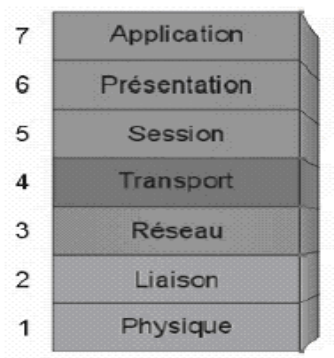 7 Application
6 Présentation
5 Session
4 Transport
3 Réseau
2 Liaison
1 Physique